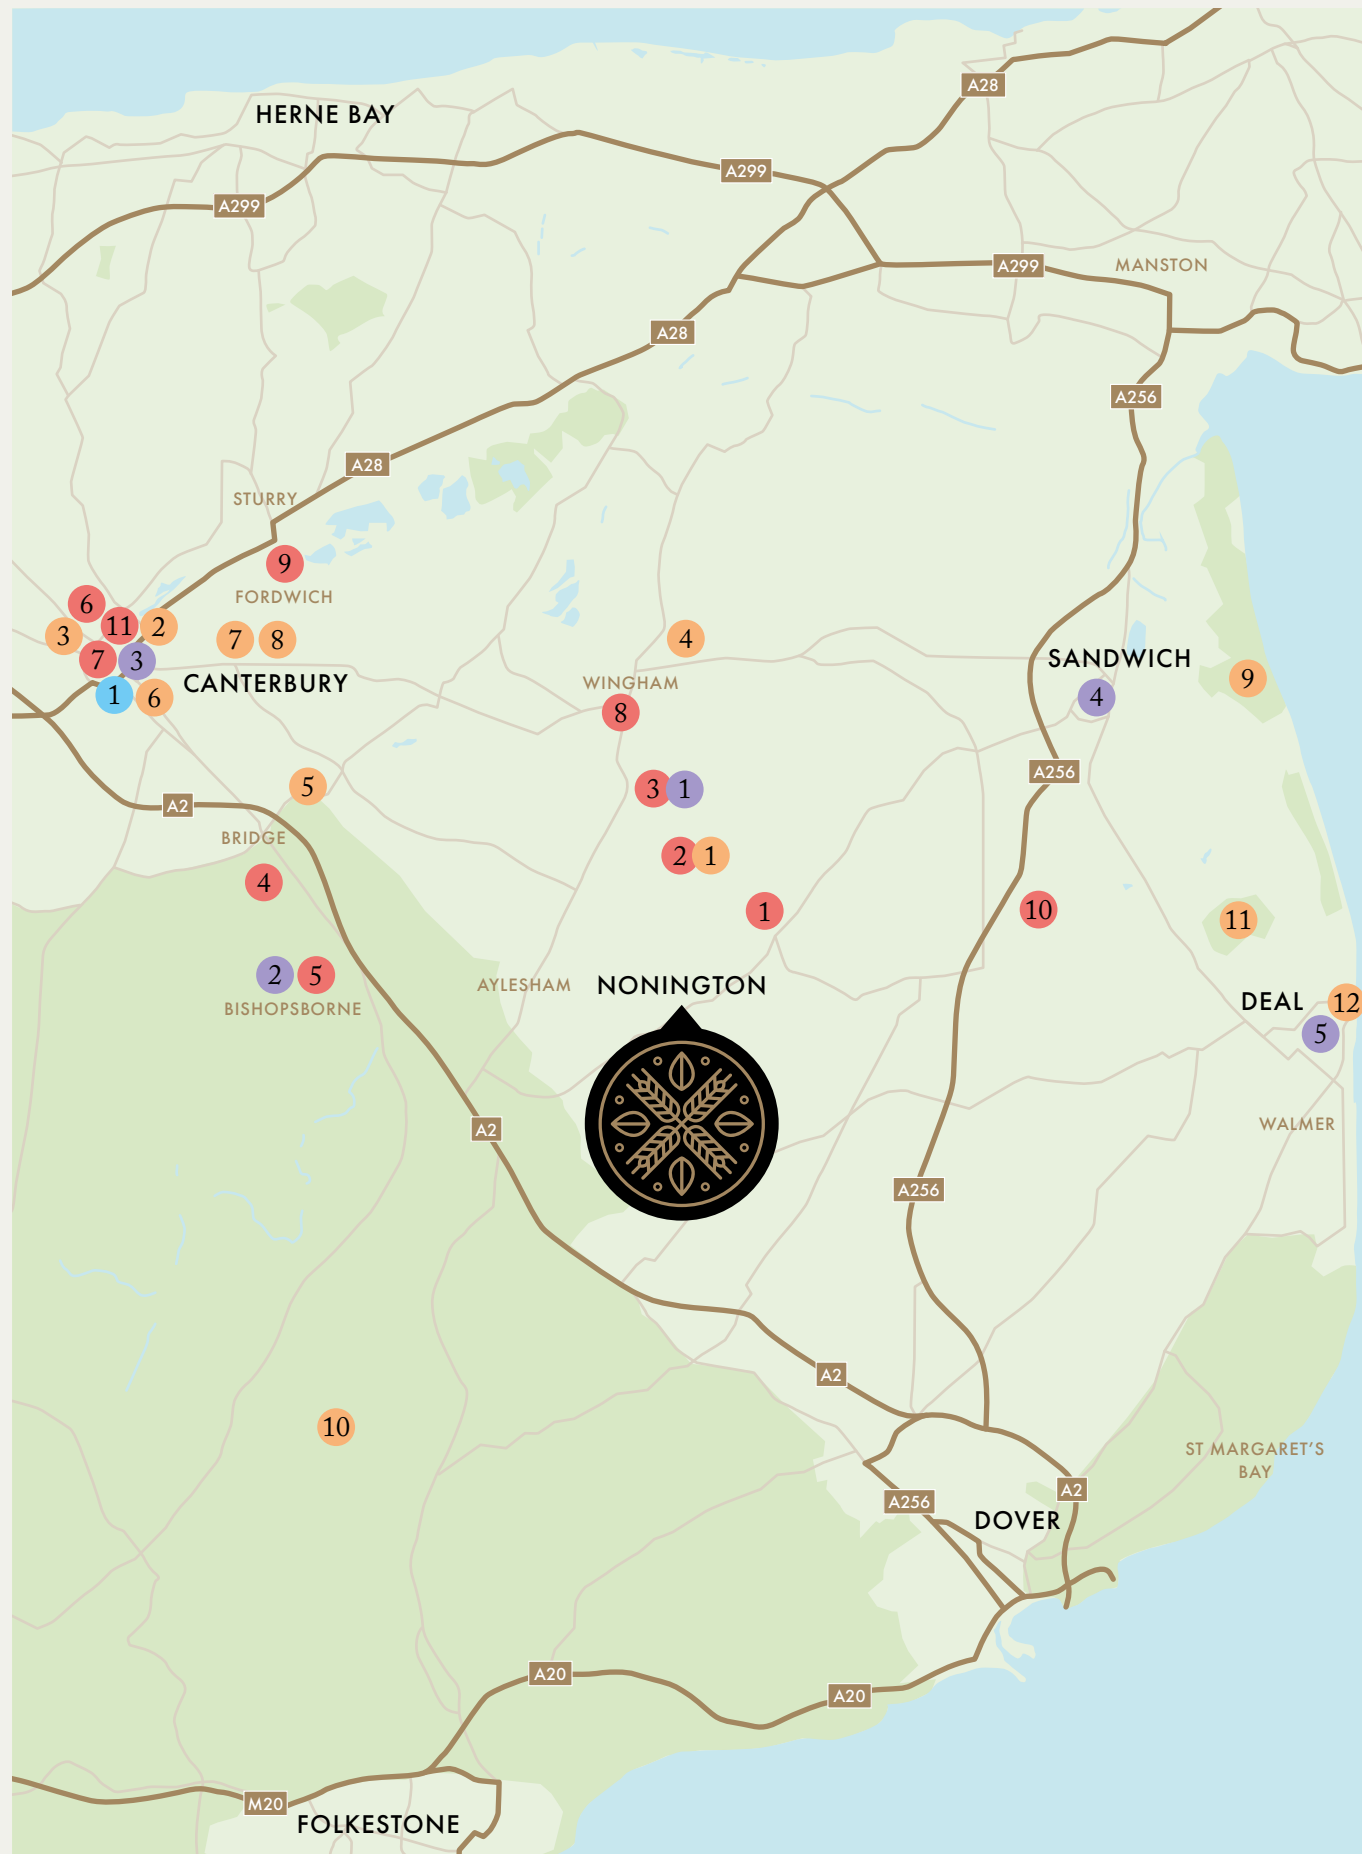 A28
HERNE BAY
A299
A299
A299
MANSTON
A28
A256
A28
STURRY
9
FORDWICH
6
11
2
3
7
8
4
7
3
SANDWICH
CANTERBURY
WINGHAM
9
1
6
4
8
A256
5
3
1
A2
BRIDGE
2
1
4
1
10
11
2
5
AYLESHAM
NONINGTON
DEAL
12
BISHOPSBORNE
5
WALMER
A2
A256
A2
10
ST MARGARET'S
BAY
A2
A256
DOVER
A20
A20
M20
FOLKESTONE